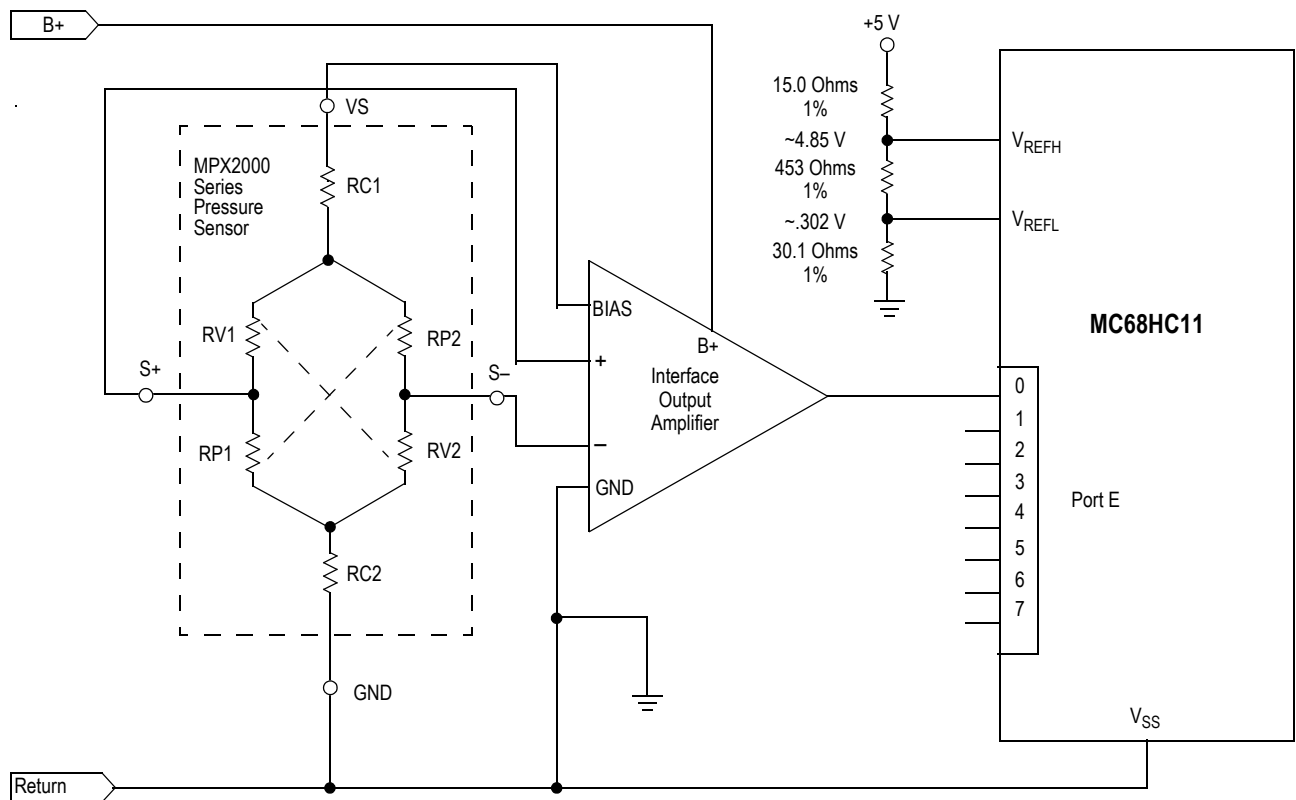 B+
+5 V
15.0 Ohms
1%
~4.85 V
453 Ohms
1%
~.302 V
30.1 Ohms
1%
VREFH
VREFL
MC68HC11
VS
MPX2000
Series
Pressure
Sensor
RC1
RV1
RP2
S+
S–
RP1
RV2
RC2
GND
BIAS
B+
+
Interface
Output
Amplifier
–
GND
0
1
2
3
4
5
6
7
Port E
VSS
Return